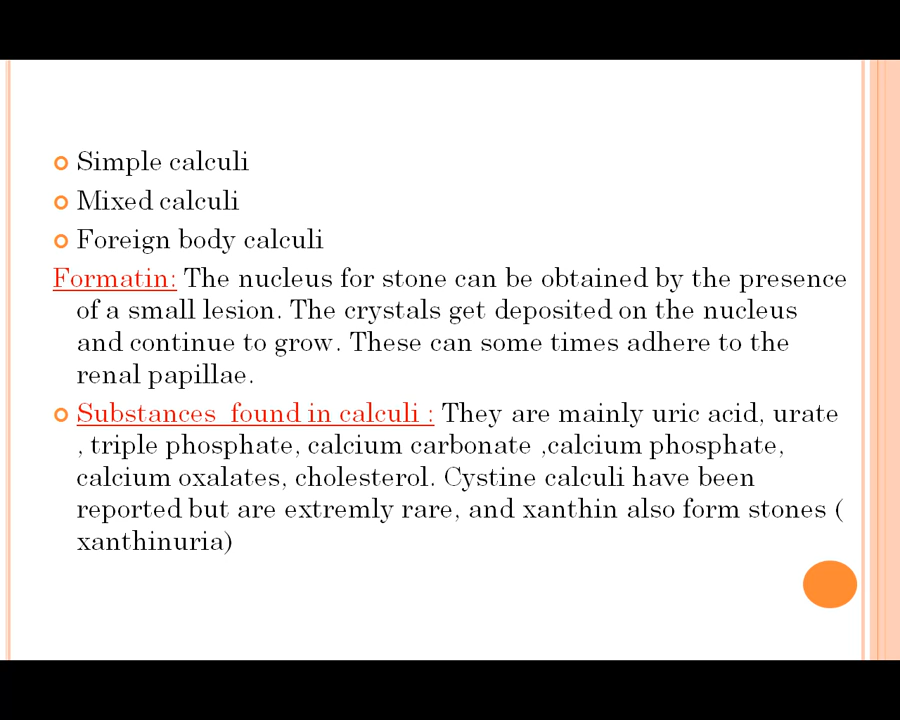 Simple calculi
Mixed calculi
Foreign body calculi
Formatin: The nucleus for stone can be obtained by the presence
of a small lesion. The crystals get deposited on the nucleus
and continue to grow. These can some times adhere to the
renal papillae.
Substances  found in calculi : They are mainly uric acid, urate
, triple phosphate, calcium carbonate ,calcium phosphate,
calcium oxalates, cholesterol. Cystine calculi have been
reported but are extremly rare, and xanthin also form stones (
xanthinuria)